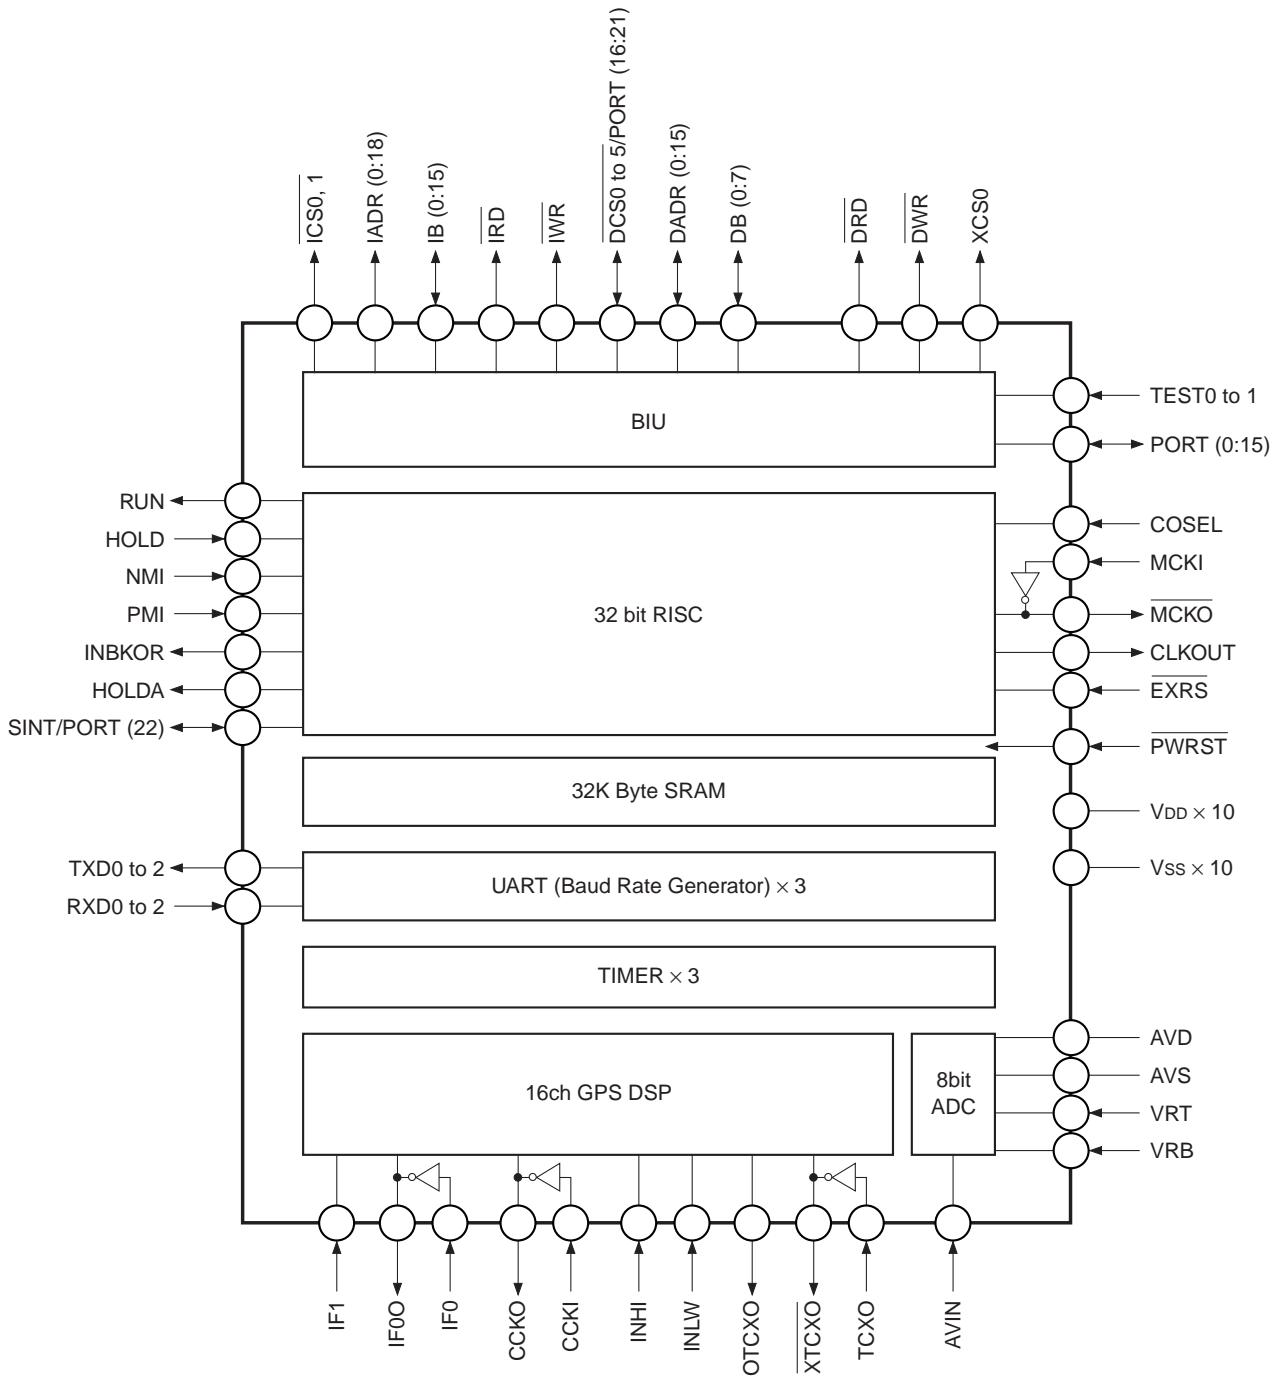 ICS0, 1
IADR (0:18)
IB (0:15)
IRD
IWR
DCS0 to 5/PORT (16:21)
DADR (0:15)
DB (0:7)
DRD
DWR
XCS0
BIU
TEST0 to 1
PORT (0:15)
RUN
HOLD
NMI
PMI
INBKOR
HOLDA
SINT/PORT (22)
32 bit RISC
COSEL
MCKI
MCKO
CLKOUT
EXRS
PWRST
32K Byte SRAM
VDD × 10
VSS × 10
TXD0 to 2
RXD0 to 2
UART (Baud Rate Generator) × 3
TIMER × 3
16ch GPS DSP
8bit
ADC
AVD
AVS
VRT
VRB
IF1
IF0O
IF0
CCKO
CCKI
INHI
INLW
OTCXO
XTCXO
TCXO
AVIN